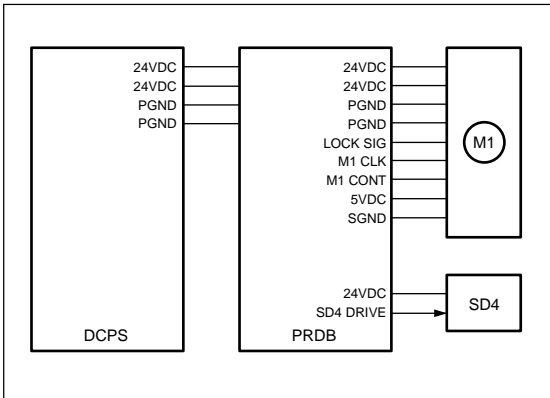 24VDC
24VDC
PGND
PGND
DCPS
24VDC
24VDC
PGND
PGND
LOCK SIG
M1 CLK
M1 CONT
5VDC
SGND
24VDC
SD4 DRIVE
PRDB
M1
SD4